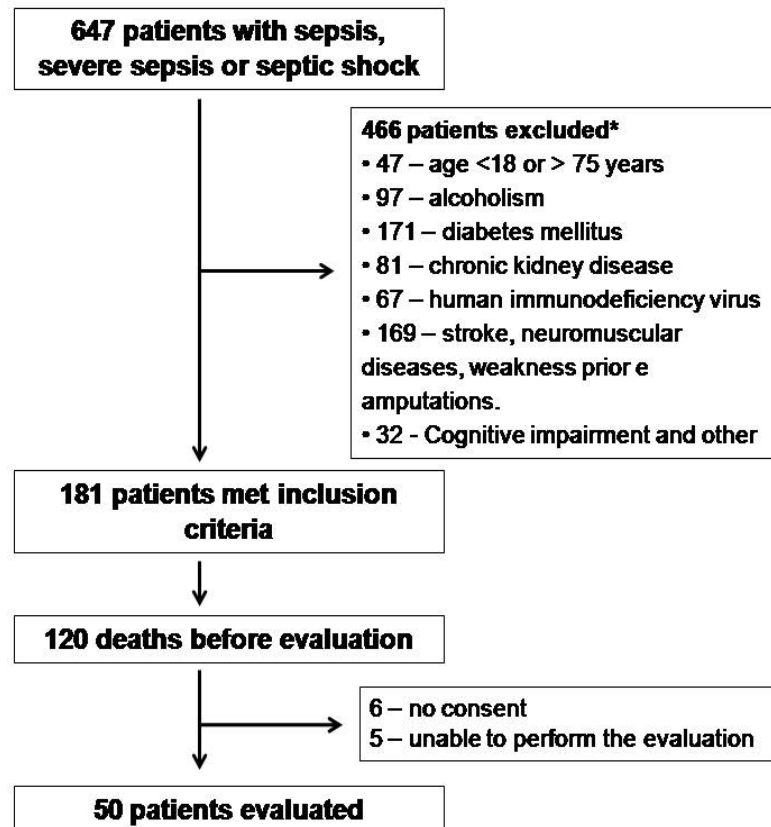 647 patients with sepsis,
severe sepsis or septic shock
466 patients excluded*
• 47 – age <18 or > 75 years
• 97 – alcoholism
• 171 – diabetes mellitus
• 81 – chronic kidney disease
• 67 – human immunodeficiency virus
• 169 – stroke, neuromuscular
diseases, weakness prior e
amputations.
• 32 - Cognitive impairment and other
181 patients met inclusion
criteria
120 deaths before evaluation
6 – no consent
5 – unable to perform the evaluation
50 patients evaluated